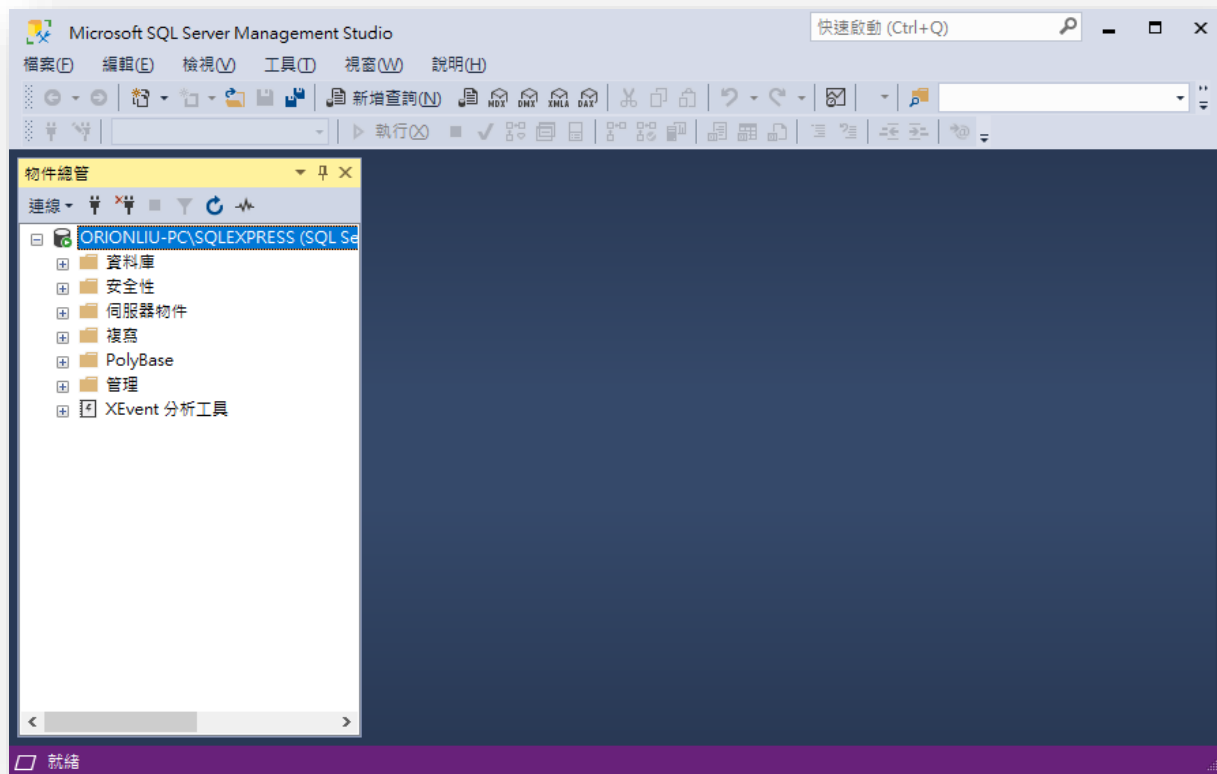 Microsoft SQL Server Management Studio
快速啟動 (Ctrl+Q)
檔案(F) 編輯(E) 檢視(V) 工具(T) 視窗(W) 說明(H)
新增查詢(N) MDX DMX XMLA DAX
執行(X)
物件總管
連線
ORIONLIU-PC\SQLEXPRESS (SQL Se
資料庫
安全性
伺服器物件
複寫
PolyBase
管理
XEvent 分析工具
就緒